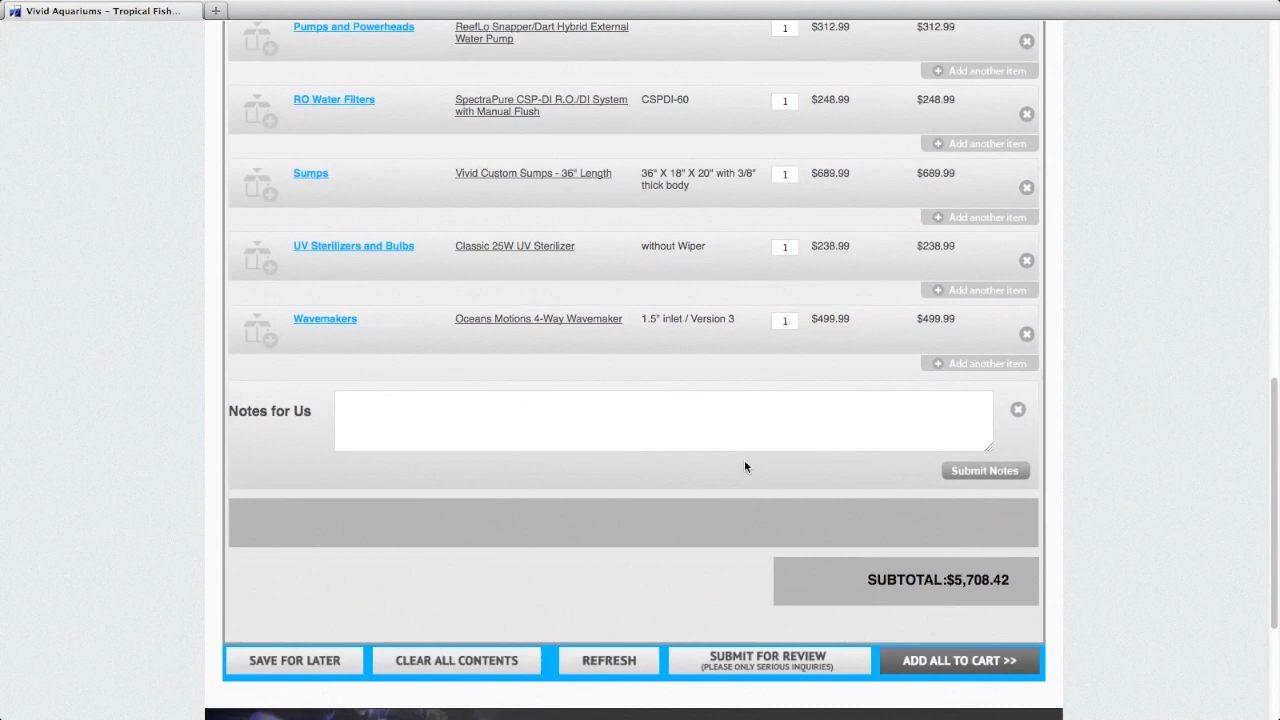 Vivid Aquariums – Tropical Fish...
Pumps and Powerheads ReefLo Snapper/Dart Hybrid External 1 $312.99 $312.99
Water Pump
Add another item
RO Water Filters SpectraPure CSP-DI R.O./DI System CSPDI-60 1 $248.99 $248.99
with Manual Flush
Add another item
Sumps Vivid Custom Sumps - 36" Length 36" X 18" X 20" with 3/8" 1 $689.99 $689.99
thick body
Add another item
UV Sterilizers and Bulbs Classic 25W UV Sterilizer without Wiper 1 $238.99 $238.99
Add another item
Wavemakers Oceans Motions 4-Way Wavemaker 1.5" inlet / Version 3 1 $499.99 $499.99
Add another item
Notes for Us
Submit Notes
SUBTOTAL:$5,708.42
SAVE FOR LATER CLEAR ALL CONTENTS REFRESH SUBMIT FOR REVIEW ADD ALL TO CART >>
(PLEASE ONLY SERIOUS INQUIRIES)